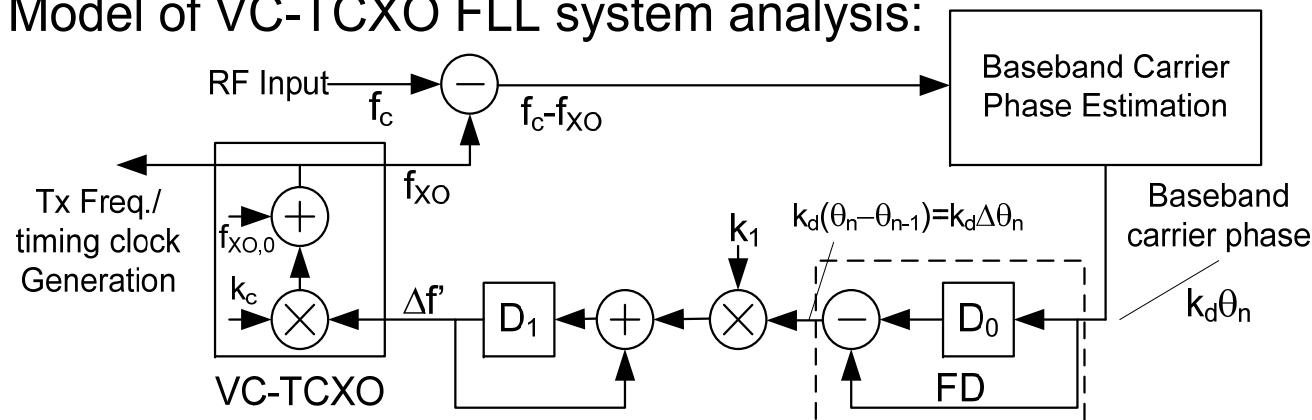 Model of VC-TCXO FLL system analysis:
RF Input
f_c
−
f_c-f_XO
Baseband Carrier
Phase Estimation
f_XO
Tx Freq./
timing clock
Generation
+
f_XO,0
k_c
×
VC-TCXO
Δf'
D_1
+
k_1
×
k_d(θ_n−θ_n-1)=k_dΔθ_n
−
D_0
FD
Baseband
carrier phase
k_dθ_n